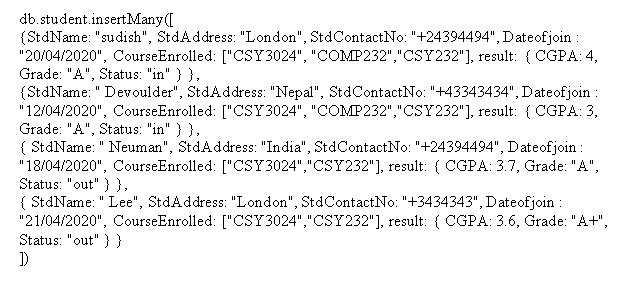 db.student.insertMany([
{StdName: "sudish", StdAddress: "London", StdContactNo: "+24394494", Dateofjoin :
"20/04/2020", CourseEnrolled: ["CSY3024", "COMP232","CSY232"], result: { CGPA: 4,
Grade: "A", Status: "in" } },
{StdName: " Devoulder", StdAddress: "Nepal", StdContactNo: "+43343434", Dateofjoin :
"12/04/2020", CourseEnrolled: ["CSY3024", "COMP232","CSY232"], result: { CGPA: 3,
Grade: "A", Status: "in" } },
{ StdName: " Neuman", StdAddress: "India", StdContactNo: "+24394494", Dateofjoin :
"18/04/2020", CourseEnrolled: ["CSY3024","CSY232"], result: { CGPA: 3.7, Grade: "A",
Status: "out" } },
{ StdName: " Lee", StdAddress: "London", StdContactNo: "+3434343", Dateofjoin :
"21/04/2020", CourseEnrolled: ["CSY3024","CSY232"], result: { CGPA: 3.6, Grade: "A+",
Status: "out" } }
])